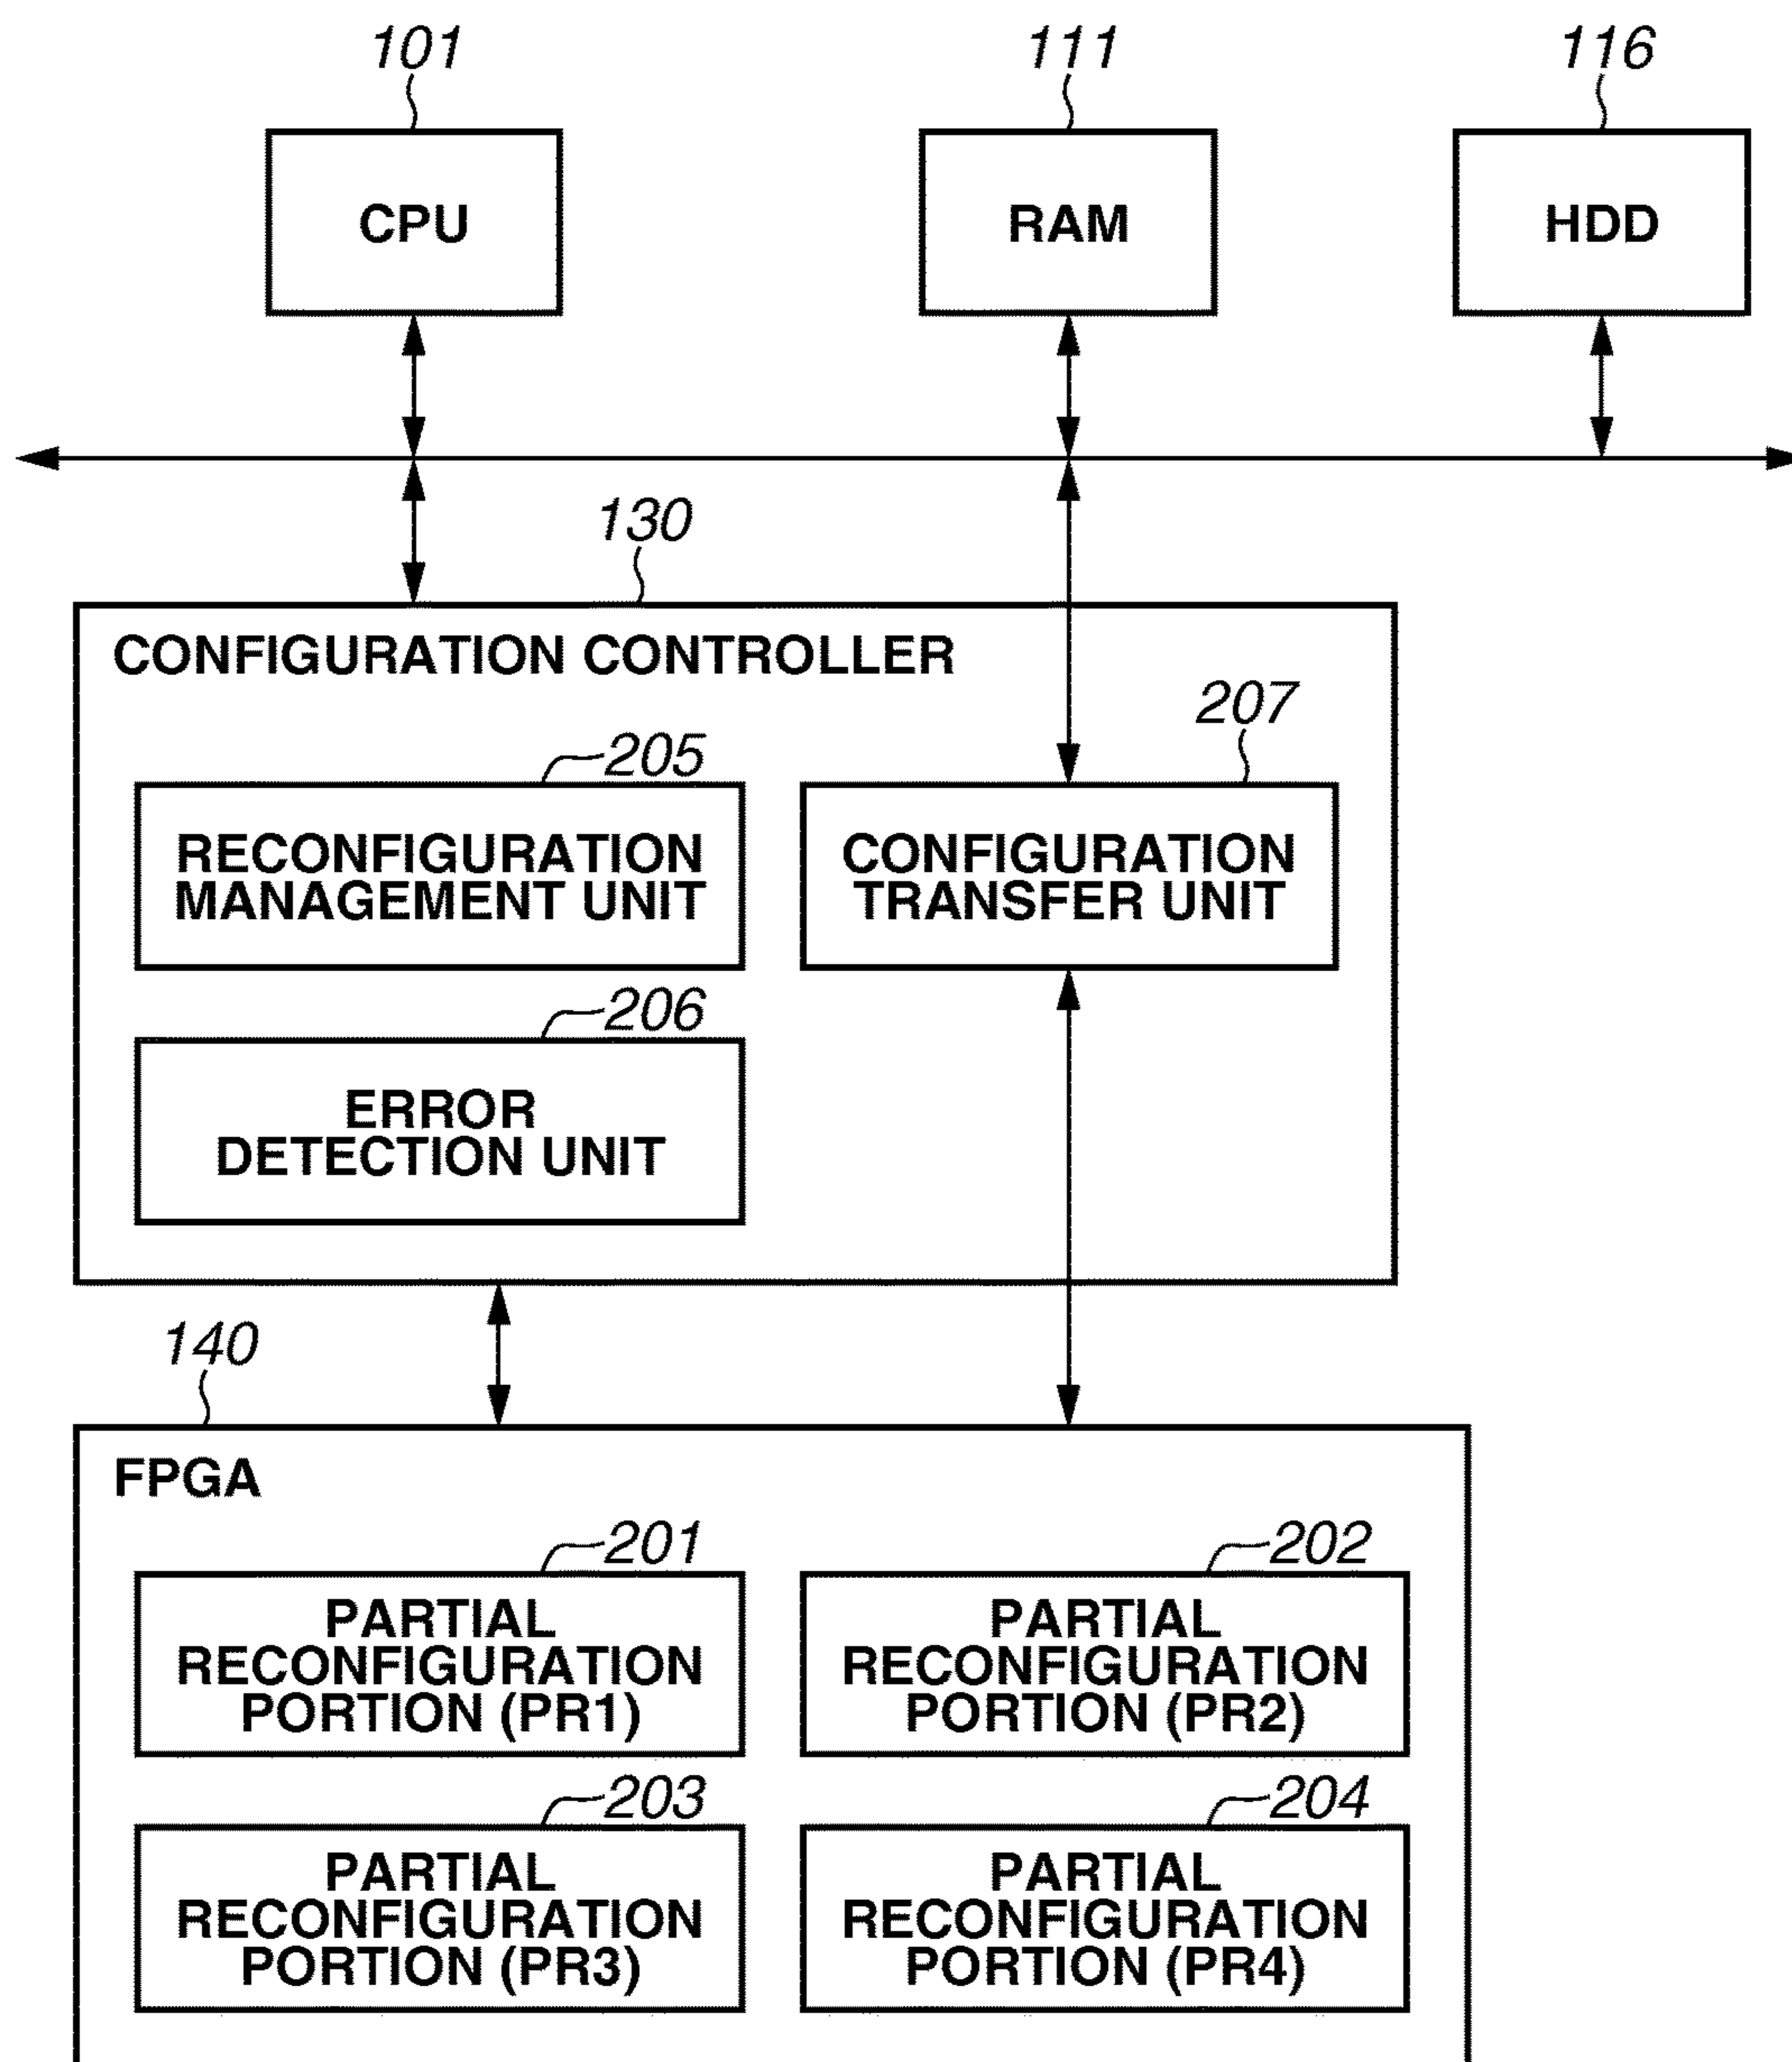 101
111
116
CPU
RAM
HDD
130
CONFIGURATION CONTROLLER
205
207
RECONFIGURATION
MANAGEMENT UNIT
CONFIGURATION
TRANSFER UNIT
206
ERROR
DETECTION UNIT
140
FPGA
201
202
PARTIAL
RECONFIGURATION
PORTION (PR1)
PARTIAL
RECONFIGURATION
PORTION (PR2)
203
204
PARTIAL
RECONFIGURATION
PORTION (PR3)
PARTIAL
RECONFIGURATION
PORTION (PR4)